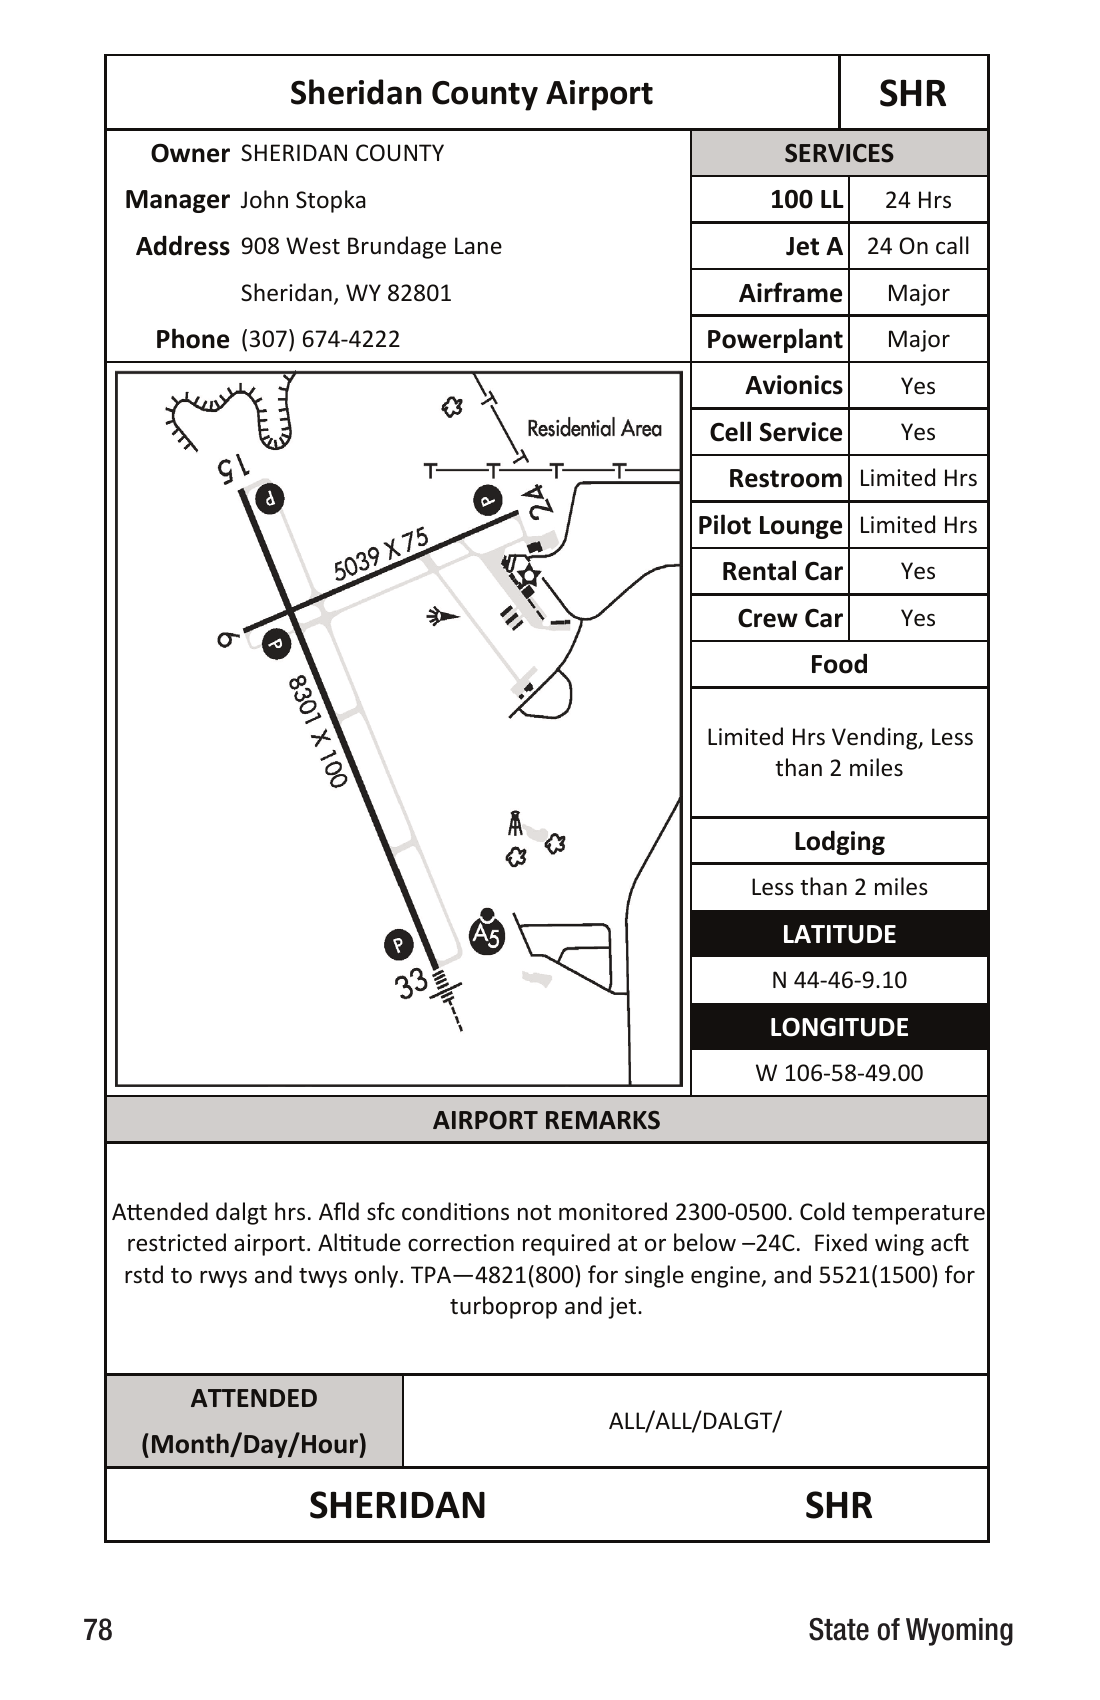 Sheridan County Airport SHR
Owner SHERIDAN COUNTY
Manager John Stopka
Address 908 West Brundage Lane
Sheridan, WY 82801
Phone (307) 674-4222
SERVICES
100 LL 24 Hrs
Jet A 24 On call
Airframe Major
Powerplant Major
Avionics Yes
Cell Service Yes
Restroom Limited Hrs
Pilot Lounge Limited Hrs
Rental Car Yes
Crew Car Yes
Food
Limited Hrs Vending, Less
than 2 miles
Lodging
Less than 2 miles
LATITUDE
N 44-46-9.10
LONGITUDE
W 106-58-49.00
Residential Area
15
P
P
24
5039 X 75
6
P
8301 X 100
A5
P
33
AIRPORT REMARKS
Attended dalgt hrs. Afld sfc conditions not monitored 2300-0500. Cold temperature
restricted airport. Altitude correction required at or below –24C.  Fixed wing acft
rstd to rwys and twys only. TPA—4821(800) for single engine, and 5521(1500) for
turboprop and jet.
ATTENDED
(Month/Day/Hour)
ALL/ALL/DALGT/
SHERIDAN SHR
78 State of Wyoming